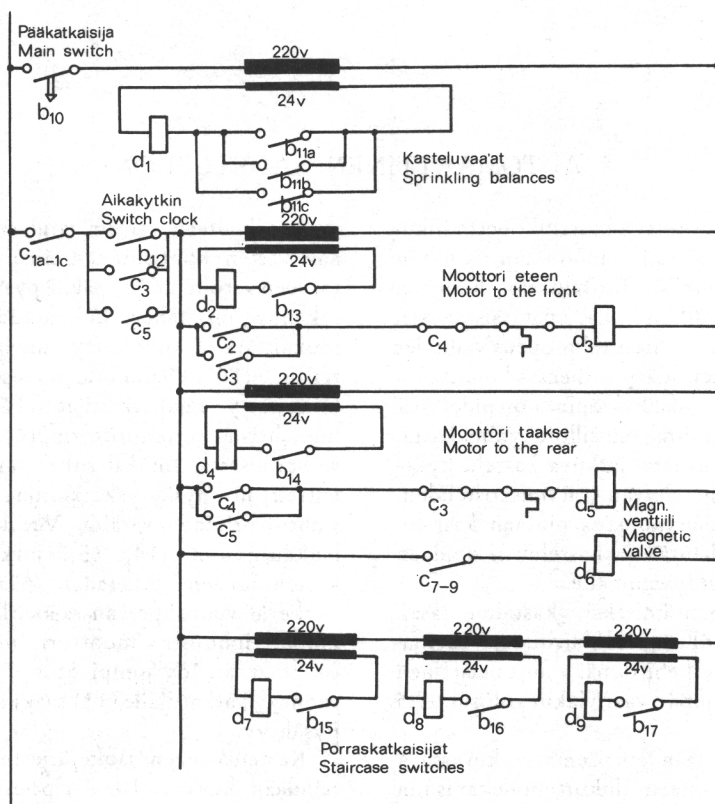 Pääkatkaisija
Main switch
220v
24v
b10
d1
b11a
b11b
b11c
Kasteluvaa'at
Sprinkling balances
Aikakytkin
Switch clock
220v
c1a-1c
b12
c3
c5
24v
d2
b13
Moottori eteen
Motor to the front
c2
c3
c4
d3
220v
24v
d4
b14
Moottori taakse
Motor to the rear
c4
c5
c3
d5
Magn.
venttiili
Magnetic
valve
c7-9
d6
220v
220v
220v
24v
24v
24v
d7
b15
d8
b16
d9
b17
Porraskatkaisijat
Staircase switches